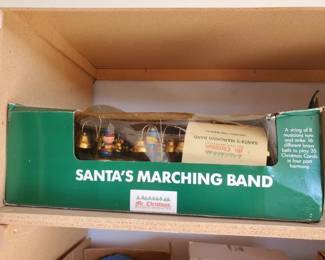 SANTA'S MARCHING BAND
A string of 8
musicians turn
and strike 16
different brass
bells to play 35
Christmas Carols
in four part
harmony.
Mr. Christmas
SANTA'S MARCHING BAND
Mr. Christmas